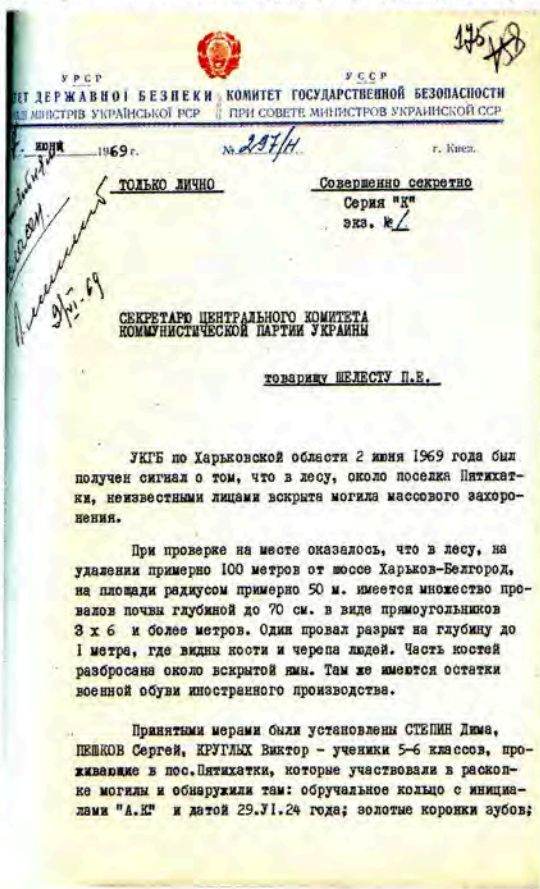 175
УРСР
УССР
ЕТ ДЕРЖАВНОЇ БЕЗПЕКИ
КОМИТЕТ ГОСУДАРСТВЕННОЙ БЕЗОПАСНОСТИ
МІНІСТРІВ УКРАЇНСЬКОЇ РСР
ПРИ СОВЕТЕ МИНИСТРОВ УКРАИНСКОЙ ССР
июня 1969 г.
№ 297/н
г. Киев.
ТОЛЬКО ЛИЧНО
Совершенно секретно
Серия "К"
экз. № 1
9/VI-69
СЕКРЕТАРЮ ЦЕНТРАЛЬНОГО КОМИТЕТА
КОММУНИСТИЧЕСКОЙ ПАРТИИ УКРАИНЫ
товарищу ШЕЛЕСТУ П.Е.
УКГБ по Харьковской области 2 июня 1969 года был
получен сигнал о том, что в лесу, около поселка Пятихат-
ки, неизвестными лицами вскрыта могила массового захоро-
нения.
При проверке на месте оказалось, что в лесу, на
удалении примерно 100 метров от шоссе Харьков-Белгород,
на площади радиусом примерно 50 м. имеется множество про-
валов почвы глубиной до 70 см. в виде прямоугольников
3 х 6 и более метров. Один провал разрыт на глубину до
I метра, где видны кости и черепа людей. Часть костей
разбросана около вскрытой ямы. Там же имеются остатки
военной обуви иностранного производства.
Принятыми мерами были установлены СТЕПИН Дима,
ПЕШКОВ Сергей, КРУГЛЫХ Виктор - ученики 5-6 классов, про-
живающие в пос.Пятихатки, которые участвовали в раскоп-
ке могилы и обнаружили там: обручальное кольцо с инициа-
лами "А.К" и датой 29.УI.24 года; золотые коронки зубов;